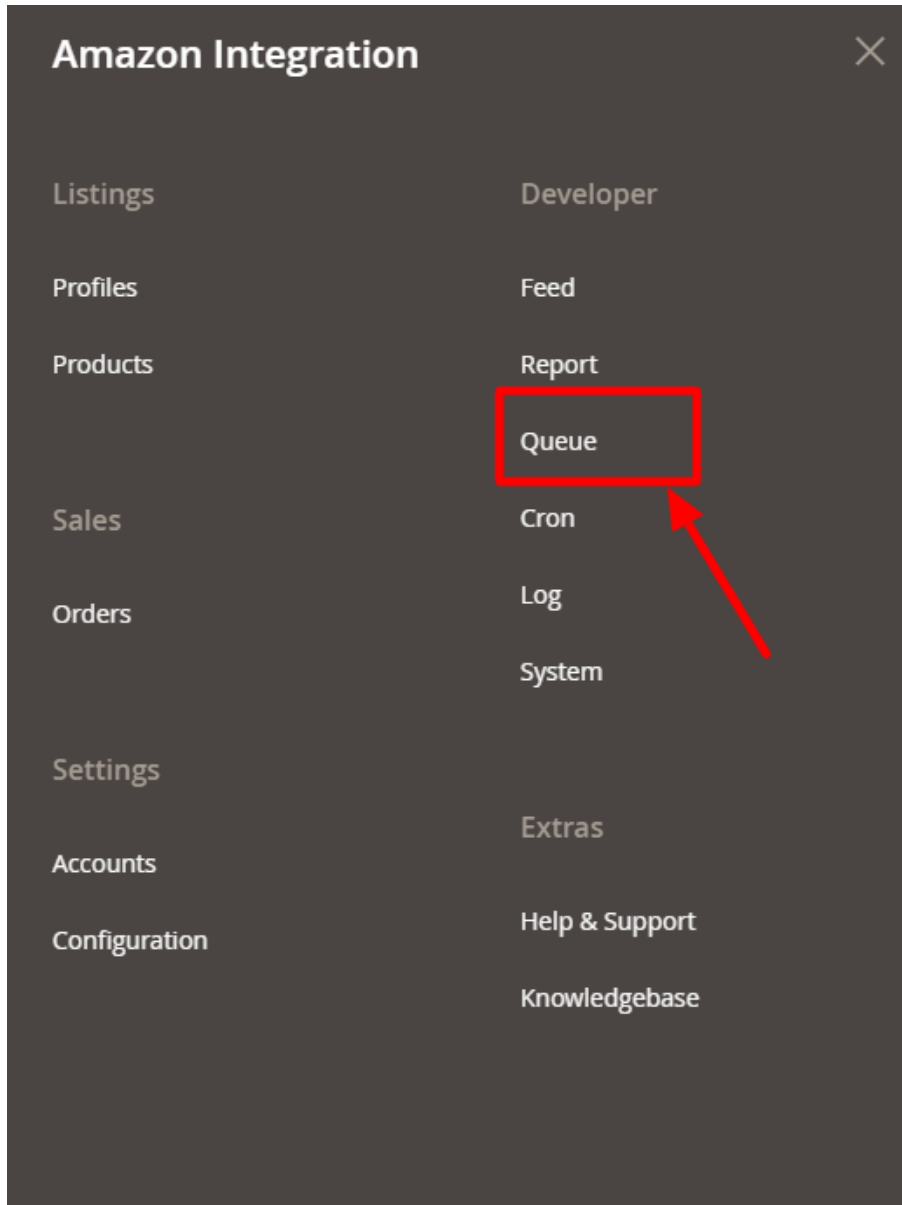 Amazon Integration
Listings
Profiles
Products
Sales
Orders
Settings
Accounts
Configuration
Developer
Feed
Report
Queue
Cron
Log
System
Extras
Help & Support
Knowledgebase